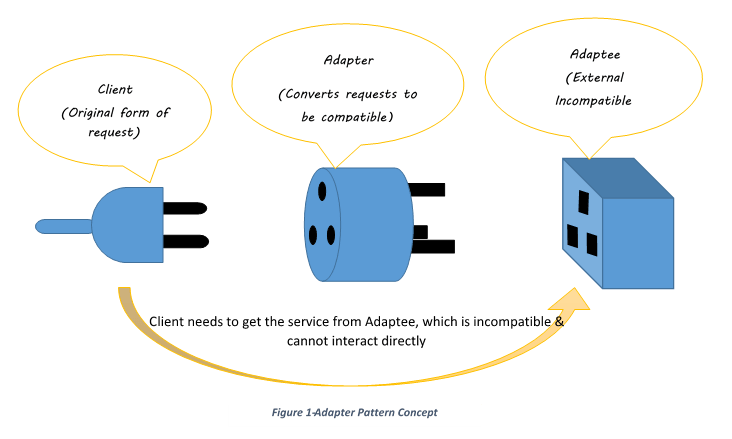 Client
(Original form of
request)
Adapter
(Converts requests to
be compatible)
Adaptee
(External
Incompatible
Client needs to get the service from Adaptee, which is incompatible &
cannot interact directly
Figure 1-Adapter Pattern Concept